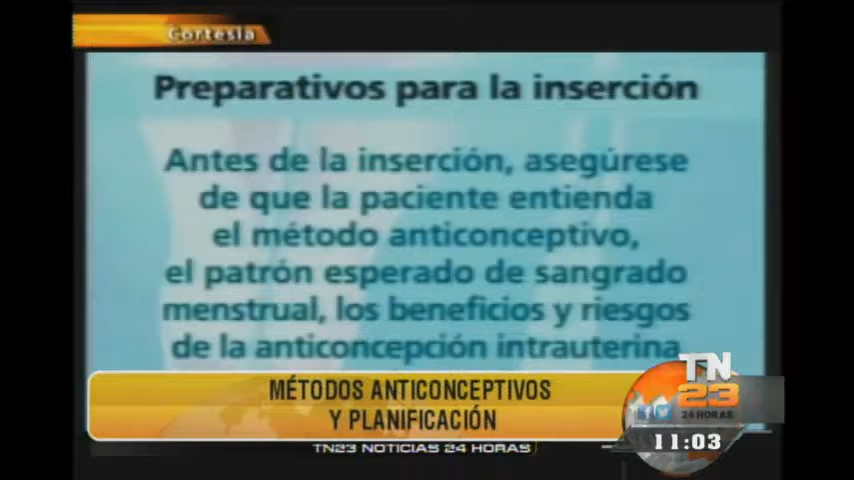 Cortesía
Preparativos para la inserción
Antes de la inserción, asegúrese
de que la paciente entienda
el método anticonceptivo,
el patrón esperado de sangrado
menstrual, los beneficios y riesgos
de la anticoncepción intrauterina
MÉTODOS ANTICONCEPTIVOS
Y PLANIFICACIÓN
TN23 NOTICIAS 24 HORAS
TN
23
24 HORAS
11:03